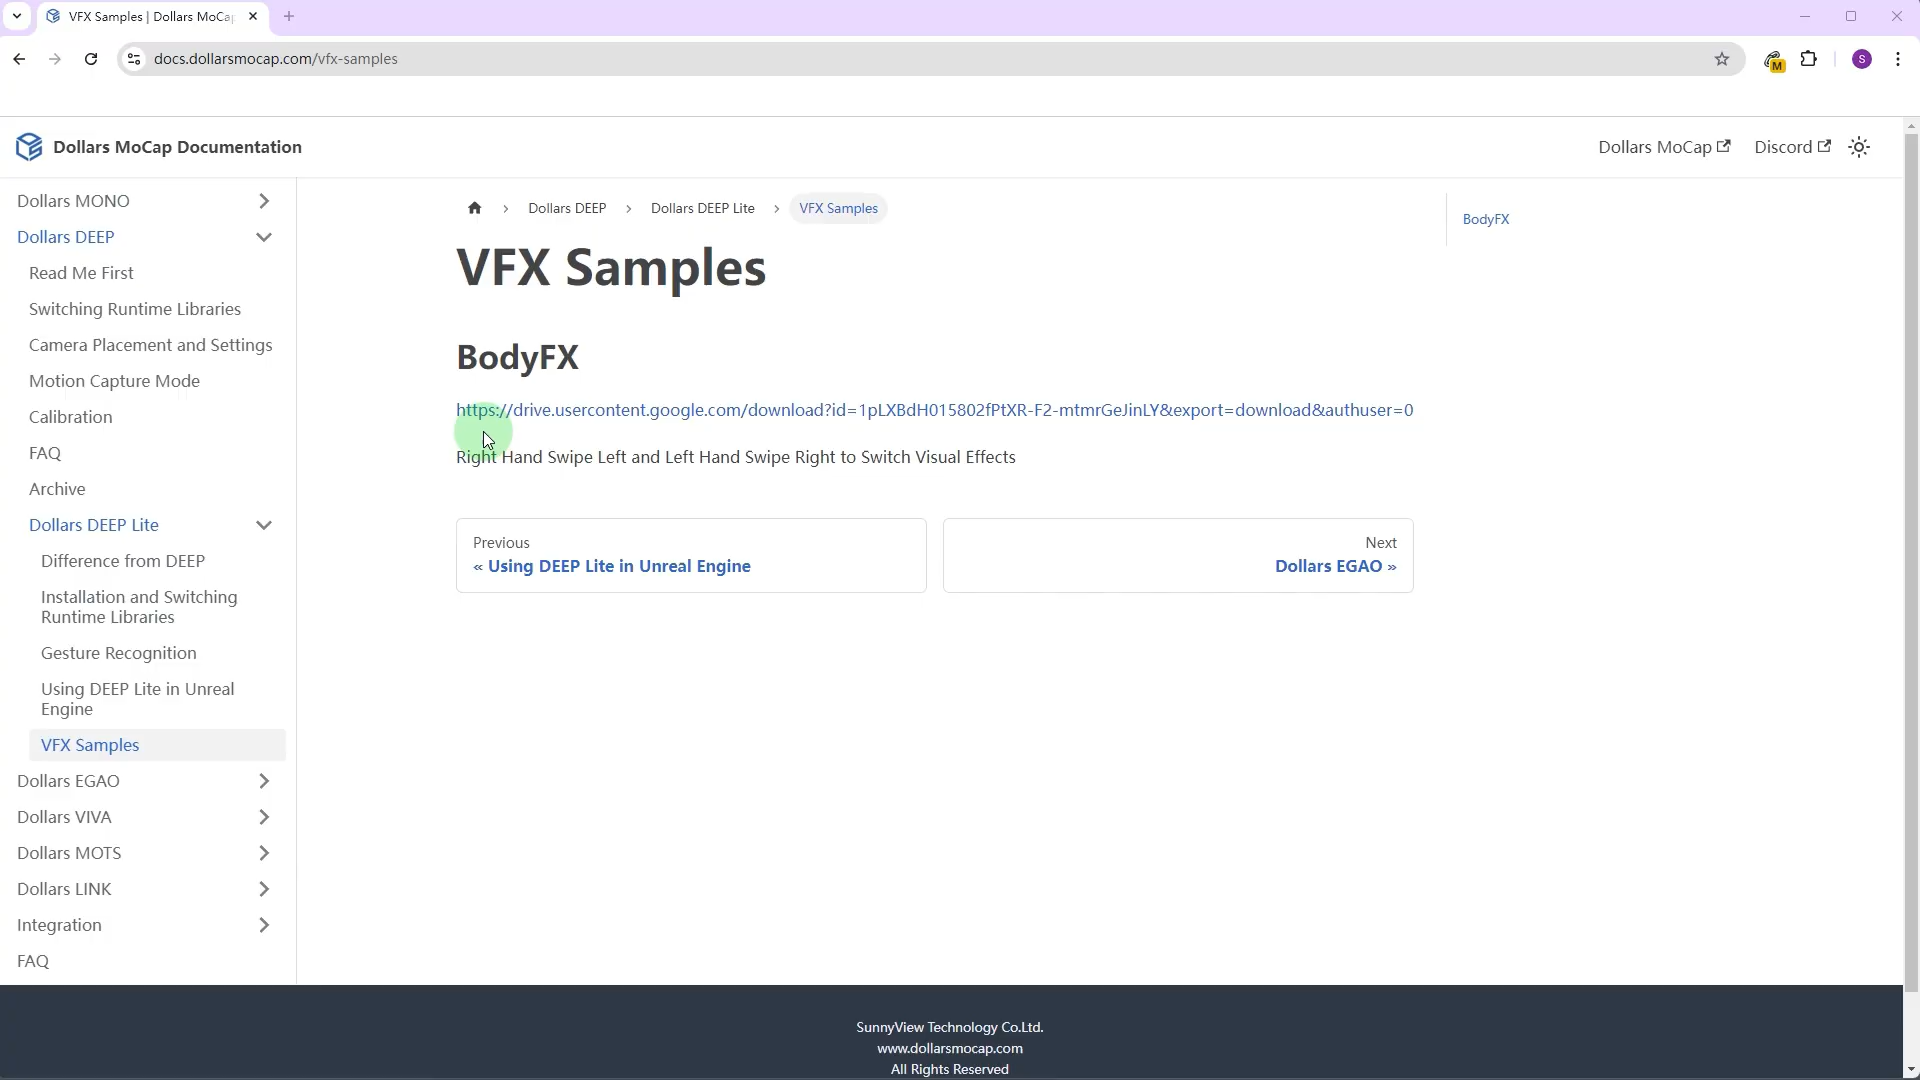 VFX Samples | Dollars MoCap
docs.dollarsmocap.com/vfx-samples
M
S
Dollars MoCap Documentation
Dollars MoCap
Discord
Dollars MONO
Dollars DEEP
Read Me First
Switching Runtime Libraries
Camera Placement and Settings
Motion Capture Mode
Calibration
FAQ
Archive
Dollars DEEP Lite
Difference from DEEP
Installation and Switching
Runtime Libraries
Gesture Recognition
Using DEEP Lite in Unreal
Engine
VFX Samples
Dollars EGAO
Dollars VIVA
Dollars MOTS
Dollars LINK
Integration
FAQ
Dollars DEEP
Dollars DEEP Lite
VFX Samples
VFX Samples
BodyFX
https://drive.usercontent.google.com/download?id=1pLXBdH015802fPtXR-F2-mtmrGeJinLY&export=download&authuser=0
Right Hand Swipe Left and Left Hand Swipe Right to Switch Visual Effects
Previous
« Using DEEP Lite in Unreal Engine
Next
Dollars EGAO »
BodyFX
SunnyView Technology Co.Ltd.
www.dollarsmocap.com
All Rights Reserved